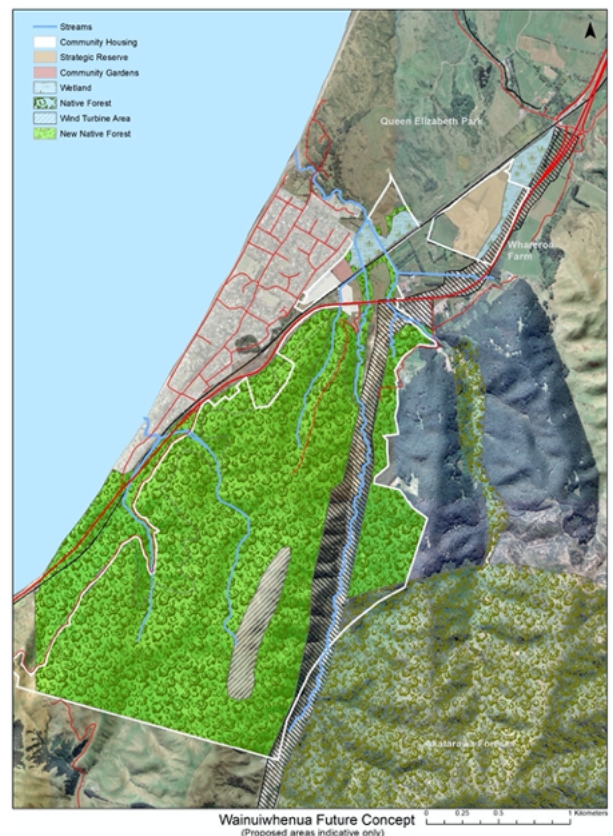 Streams
Community Housing
Strategic Reserve
Community Gardens
Wetland
Native Forest
Wind Turbine Area
New Native Forest
Queen Elizabeth Park
Whareroa
Farm
Akatarawa Forest
Wainuiwhenua Future Concept
(Proposed areas indicative only)
0 0.25 0.5 1 Kilometers